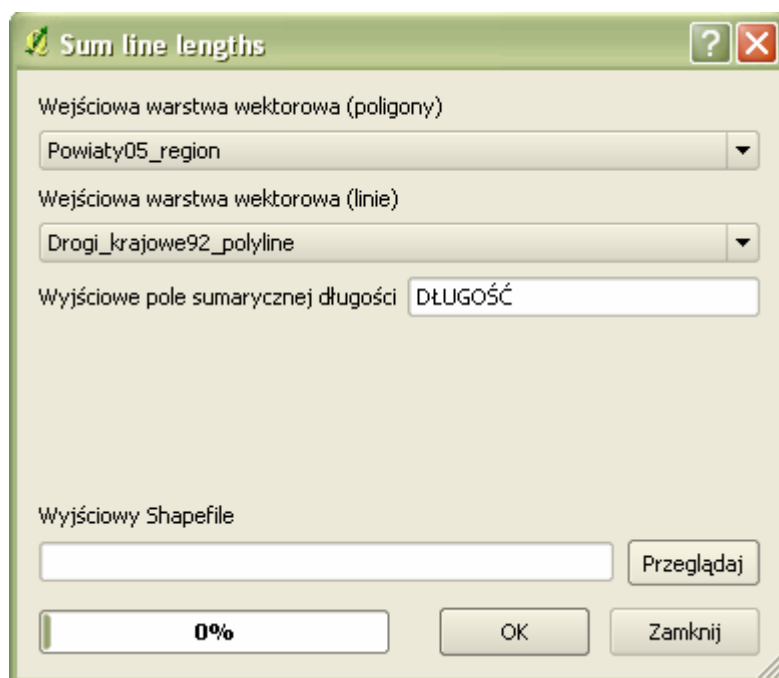 Sum line lengths
Wejściowa warstwa wektorowa (poligony)
Powiaty05_region
Wejściowa warstwa wektorowa (linie)
Drogi_krajowe92_polyline
Wyjściowe pole sumarycznej długości DŁUGOŚĆ
Wyjściowy Shapefile
Przeglądaj
0% OK Zamknij